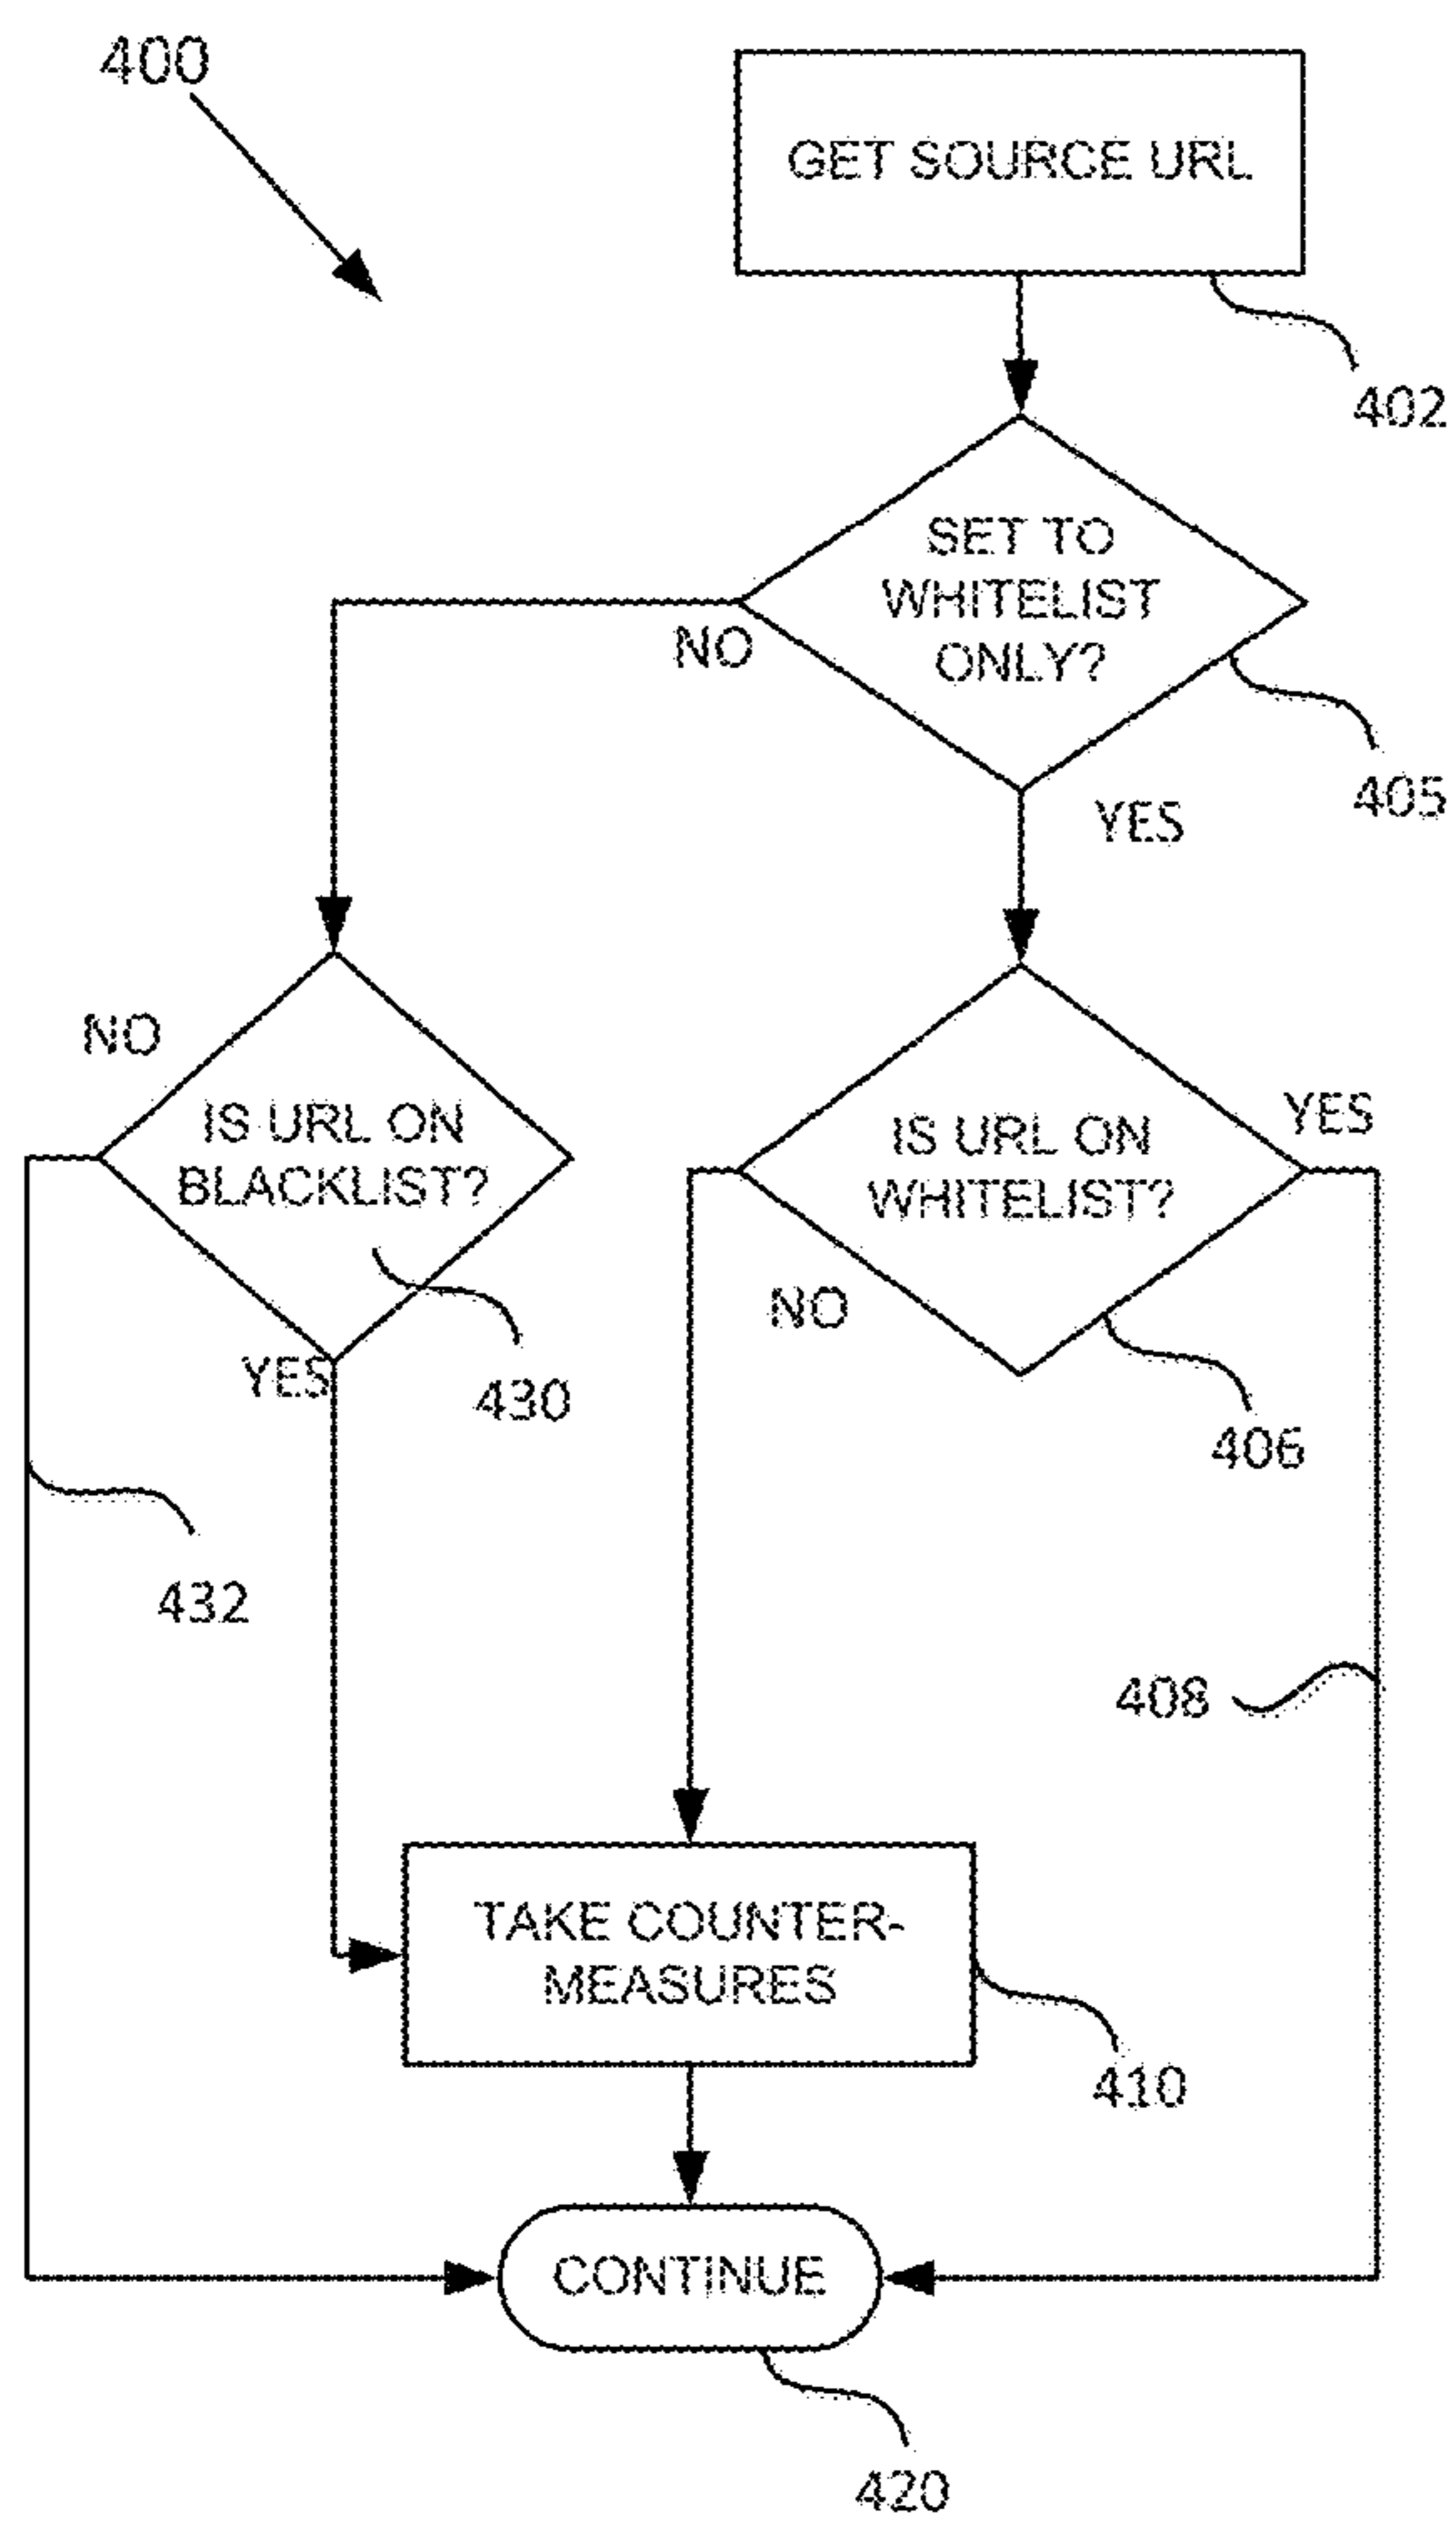 400
GET SOURCE URL
402
SET TO
WHITELIST
ONLY?
NO
405
YES
NO
IS URL ON
BLACKLIST?
YES
430
IS URL ON
WHITELIST?
YES
NO
406
432
408
TAKE COUNTER-
MEASURES
410
CONTINUE
420